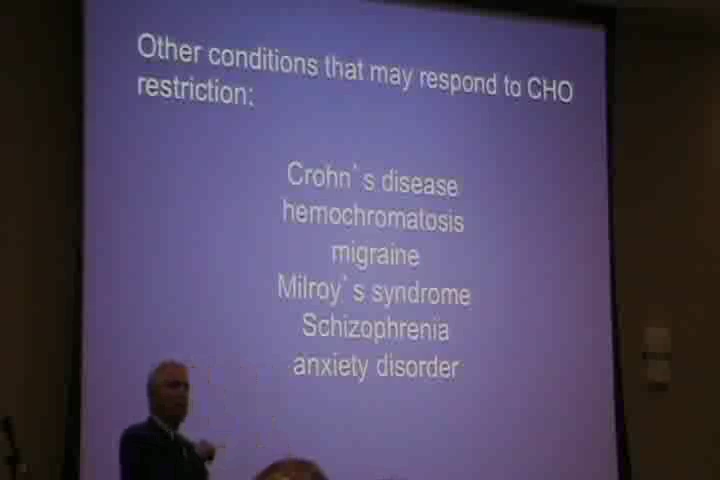 Other conditions that may respond to CHO
restriction:
Crohn`s disease
hemochromatosis
migraine
Milroy`s syndrome
Schizophrenia
anxiety disorder